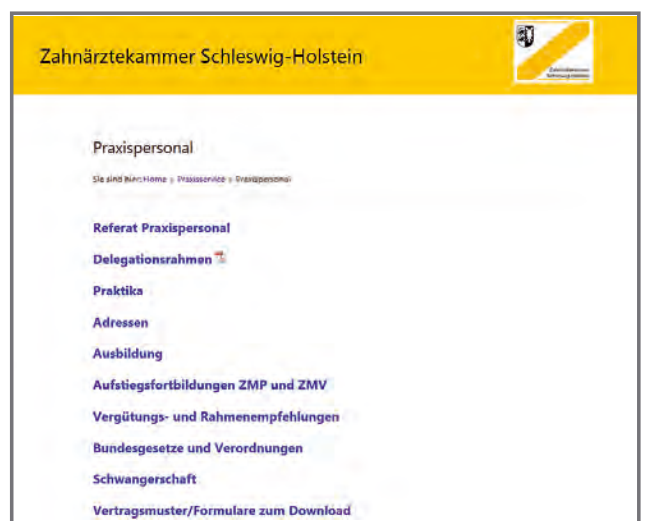 Zahnärztekammer Schleswig-Holstein
Praxispersonal
Sie sind hier: Home » Praxisservice » Praxispersonal
Referat Praxispersonal
Delegationsrahmen
Praktika
Adressen
Ausbildung
Aufstiegsfortbildungen ZMP und ZMV
Vergütungs- und Rahmenempfehlungen
Bundesgesetze und Verordnungen
Schwangerschaft
Vertragsmuster/Formulare zum Download